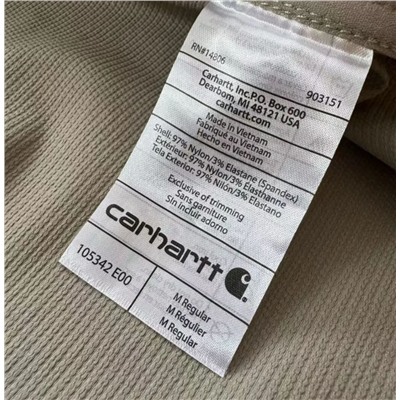 RN#14806
903151
Carhartt, Inc.P.O. Box 600
Dearborn, MI 48121 USA
carhartt.com
Made in Vietnam
Fabriqué au Vietnam
Hecho en Vietnam
Shell: 97% Nylon/3% Elastane (Spandex)
Extérieur: 97% Nylon/3% Élasthanne
Tela Exterior: 97% Nilón/3% Elastano
Exclusive of trimming
Sans garniture
Sin incluir adorno
carhartt
105342 E00
M Regular
M Régulier
M Regular